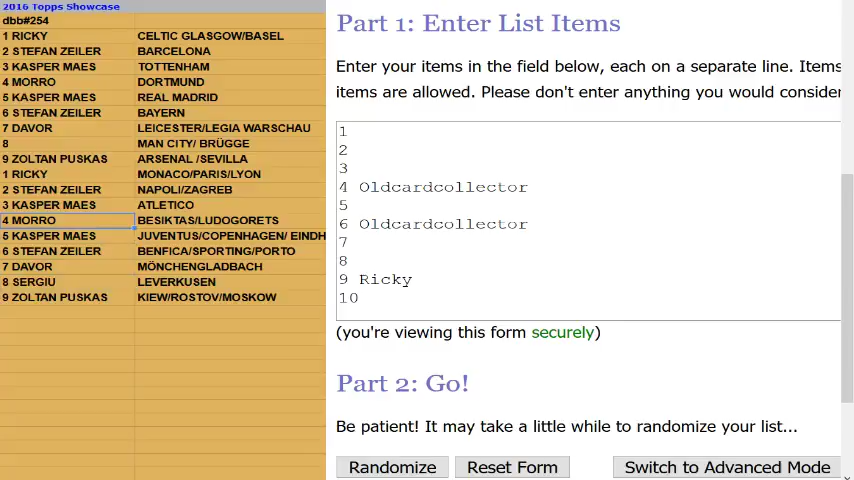 2016 Topps Showcase
dbb#254
1 RICKY CELTIC GLASGOW/BASEL
2 STEFAN ZEILER BARCELONA
3 KASPER MAES TOTTENHAM
4 MORRO DORTMUND
5 KASPER MAES REAL MADRID
6 STEFAN ZEILER BAYERN
7 DAVOR LEICESTER/LEGIA WARSCHAU
8 MAN CITY/ BRÜGGE
9 ZOLTAN PUSKAS ARSENAL /SEVILLA
1 RICKY MONACO/PARIS/LYON
2 STEFAN ZEILER NAPOLI/ZAGREB
3 KASPER MAES ATLETICO
4 MORRO BESIKTAS/LUDOGORETS
5 KASPER MAES JUVENTUS/COPENHAGEN/ EINDH
6 STEFAN ZEILER BENFICA/SPORTING/PORTO
7 DAVOR MÖNCHENGLADBACH
8 SERGIU LEVERKUSEN
9 ZOLTAN PUSKAS KIEW/ROSTOV/MOSKOW
Part 1: Enter List Items
Enter your items in the field below, each on a separate line. Items
items are allowed. Please don't enter anything you would consider
1
2
3
4 Oldcardcollector
5
6 Oldcardcollector
7
8
9 Ricky
10
(you're viewing this form securely)
Part 2: Go!
Be patient! It may take a little while to randomize your list...
Randomize Reset Form Switch to Advanced Mode